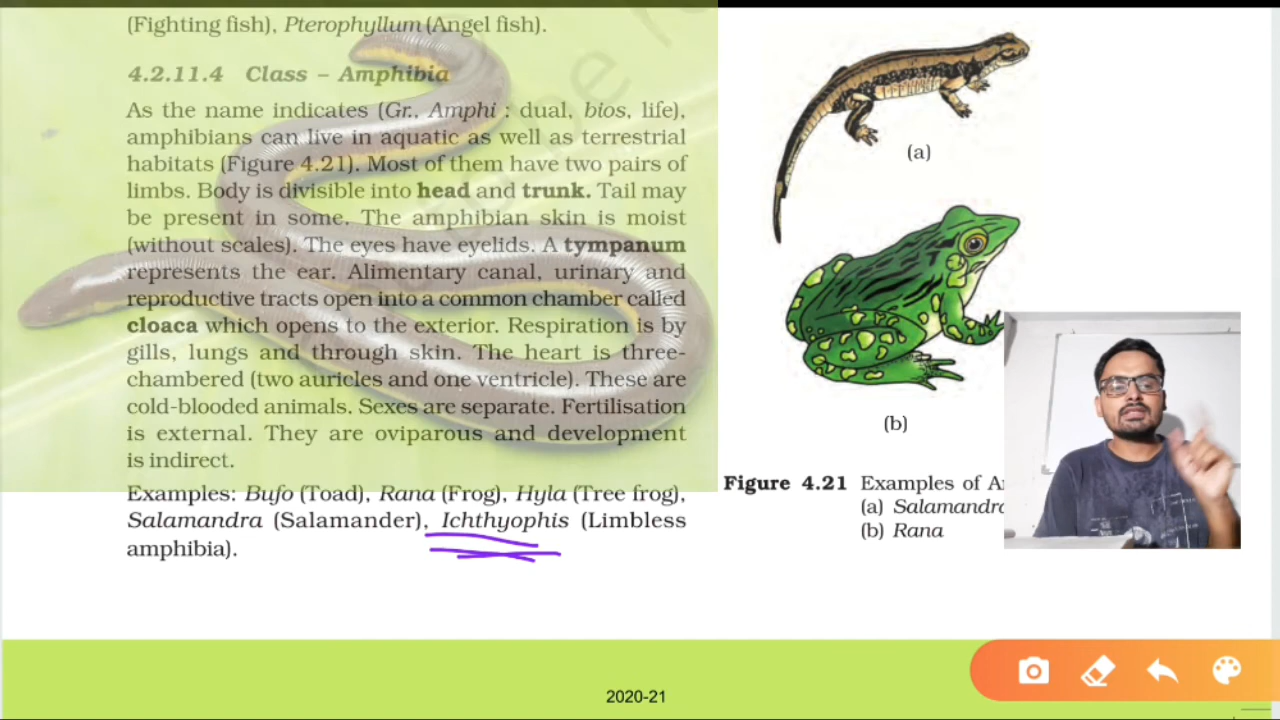 (Fighting fish), Pterophyllum (Angel fish).
4.2.11.4 Class – Amphibia
As the name indicates (Gr., Amphi : dual, bios, life),
amphibians can live in aquatic as well as terrestrial
habitats (Figure 4.21). Most of them have two pairs of
limbs. Body is divisible into head and trunk. Tail may
be present in some. The amphibian skin is moist
(without scales). The eyes have eyelids. A tympanum
represents the ear. Alimentary canal, urinary and
reproductive tracts open into a common chamber called
cloaca which opens to the exterior. Respiration is by
gills, lungs and through skin. The heart is three-
chambered (two auricles and one ventricle). These are
cold-blooded animals. Sexes are separate. Fertilisation
is external. They are oviparous and development
is indirect.
Examples: Bufo (Toad), Rana (Frog), Hyla (Tree frog),
Salamandra (Salamander), Ichthyophis (Limbless
amphibia).
(a)
(b)
Figure 4.21 Examples of
(a) Salamandra
(b) Rana
2020-21